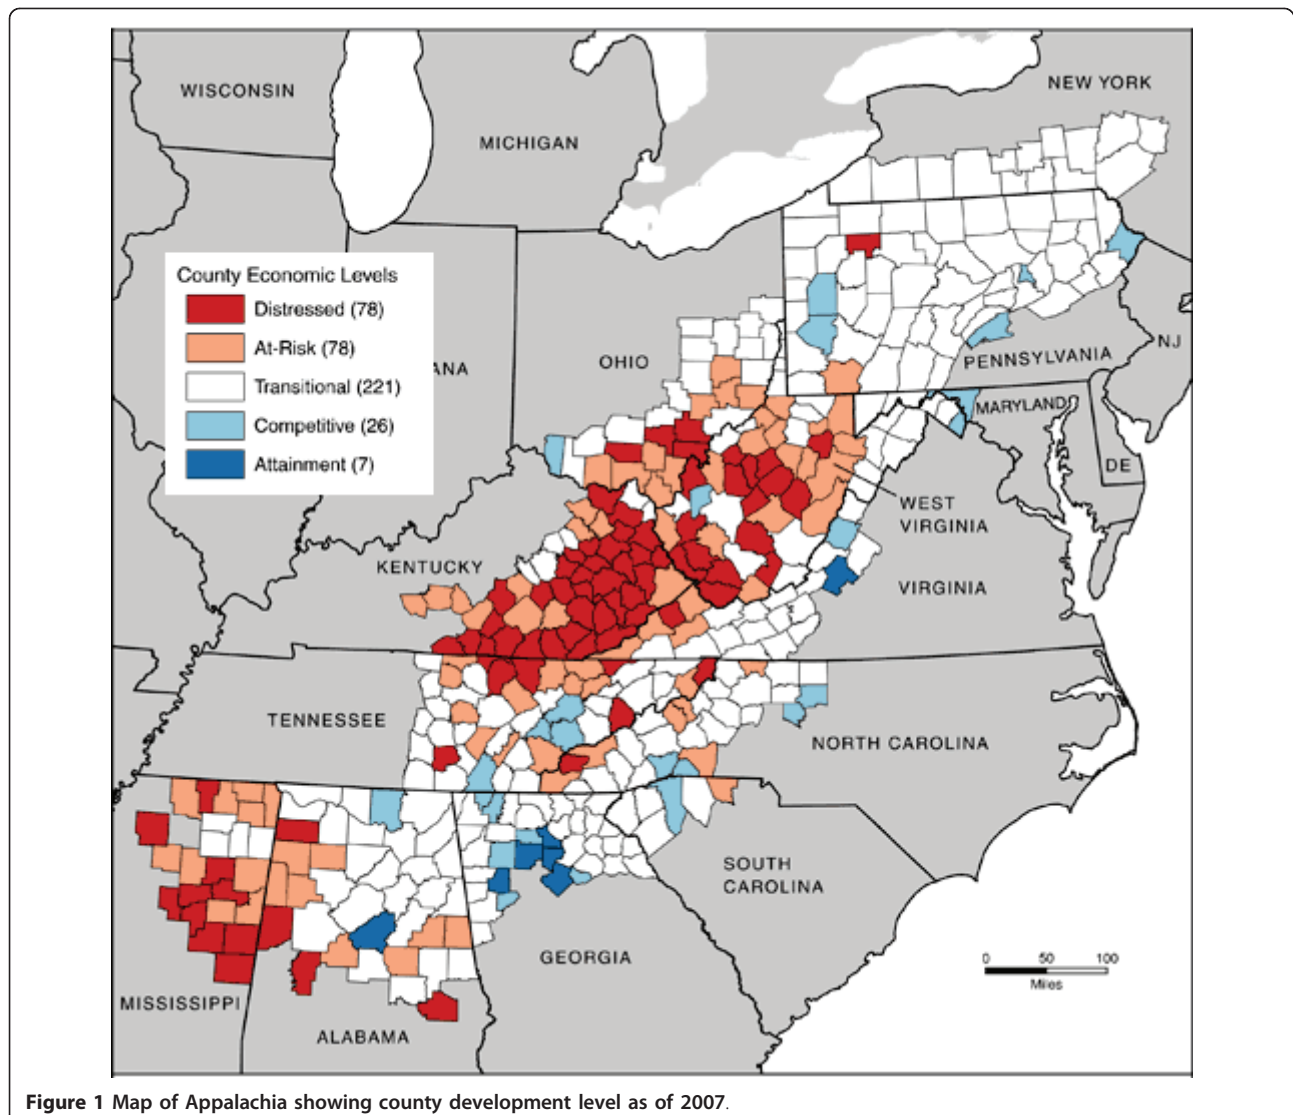 WISCONSIN
MICHIGAN
NEW YORK
County Economic Levels
Distressed (78)
At-Risk (78)
Transitional (221)
Competitive (26)
Attainment (7)
ANA
OHIO
PENNSYLVANIA
NJ
MARYLAND
DE
WEST
VIRGINIA
KENTUCKY
VIRGINIA
TENNESSEE
NORTH CAROLINA
SOUTH
CAROLINA
GEORGIA
MISSISSIPPI
ALABAMA
0 50 100
Miles
Figure 1 Map of Appalachia showing county development level as of 2007.